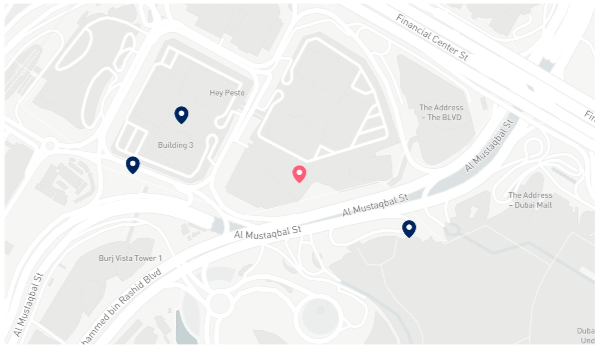 Financial Center St
Fi
Hey Pesto
The Address
– The BLVD
Building 3
Al Mustaqbal St
The Address
– Dubai Mall
Al Mustaqbal St
Al Mustaqbal St
Burj Vista Tower 1
hammed bin Rashid Blvd
Al Mustaqbal St
Duba
Und